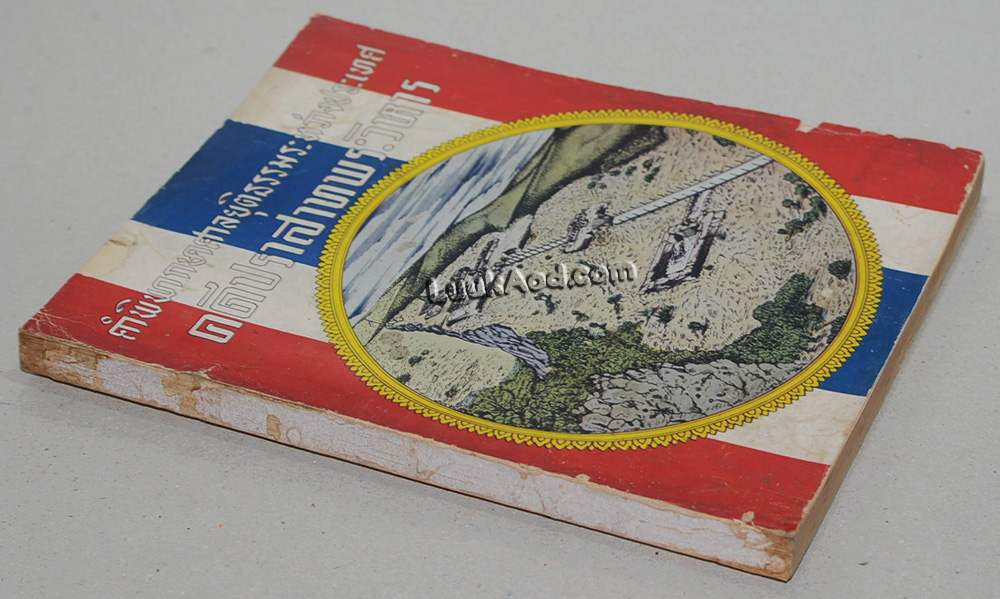 คำพิพากษาศาลยุติธรรมระหว่างประเทศ
คดีปราสาทพระวิหาร
LuukAod.com